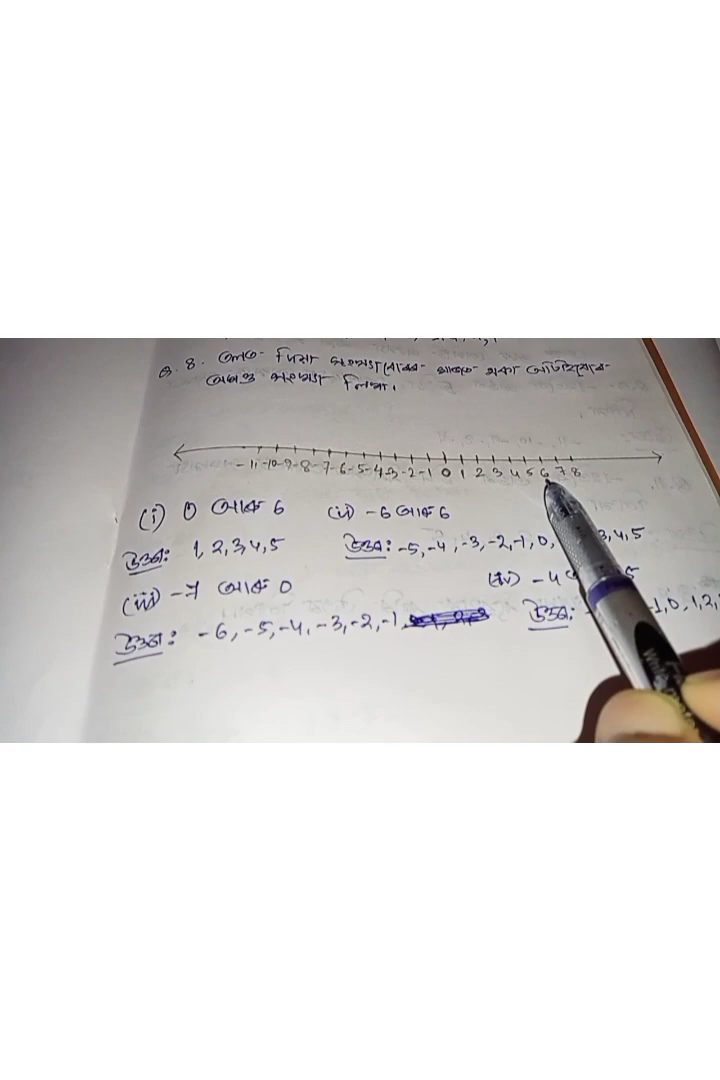 Q. 8. তলত দিয়া সংখ্যাবোৰৰ মাজত থকা আটাইবোৰ
অখণ্ড সংখ্যা লিখা।
-11 -10 -9 -8 -7 -6 -5 -4 -3 -2 -1 0 1 2 3 4 5 6 7 8
(i) 0 আৰু 6 (ii) -6 আৰু 6
উত্তৰ: 1, 2, 3, 4, 5 উত্তৰ: -5, -4, -3, -2, -1, 0, 3, 4, 5
(iii) -7 আৰু 0 (iv) -4 5
উত্তৰ: -6, -5, -4, -3, -2, -1 উত্তৰ: -1, 0, 1, 2,